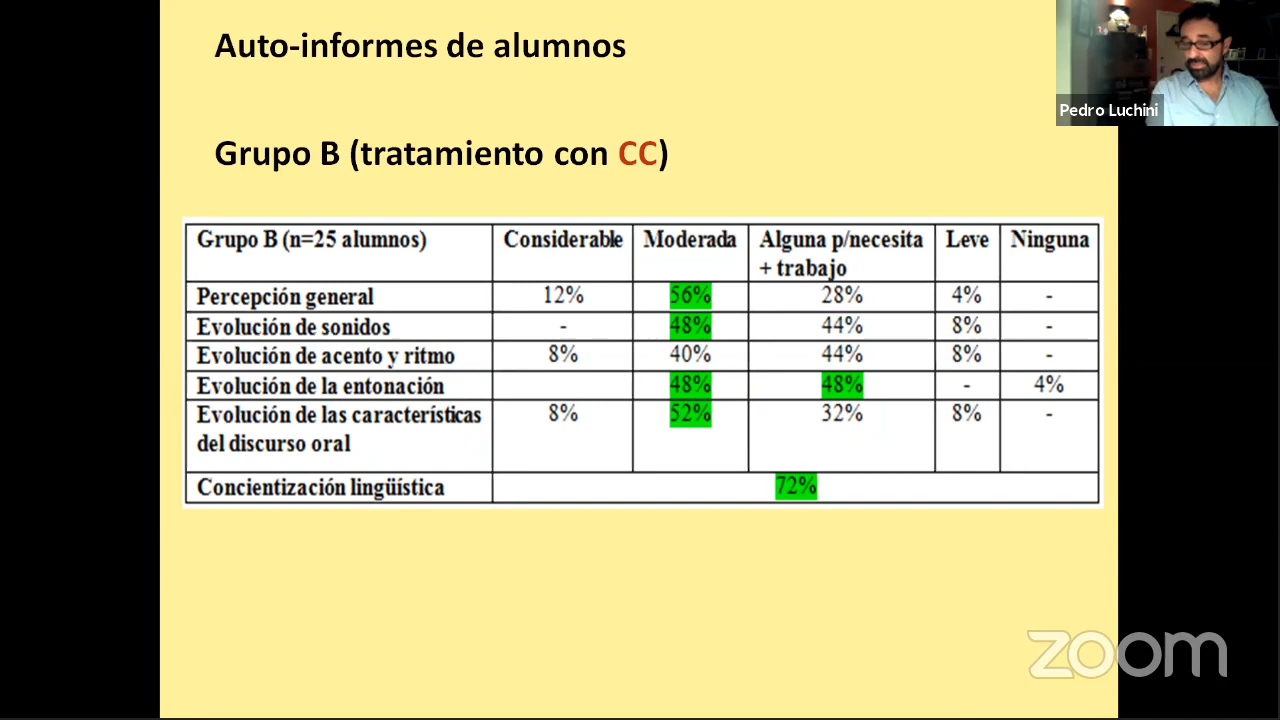 Auto-informes de alumnos
Pedro Luchini
Grupo B (tratamiento con CC)
Grupo B (n=25 alumnos) Considerable Moderada Alguna p/necesita + trabajo Leve Ninguna
Percepción general 12% 56% 28% 4% -
Evolución de sonidos - 48% 44% 8% -
Evolución de acento y ritmo 8% 40% 44% 8% -
Evolución de la entonación 48% 48% - 4%
Evolución de las características del discurso oral 8% 52% 32% 8% -
Concientización lingüística 72%
zoom